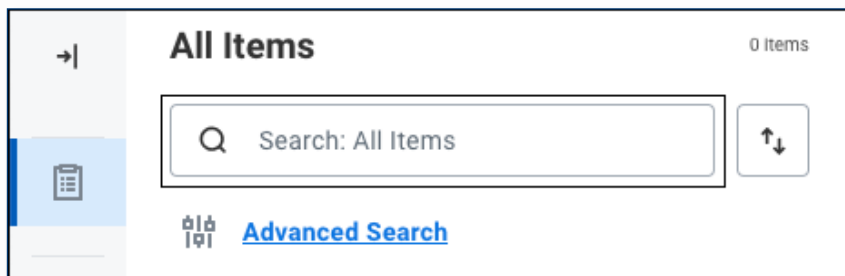 All Items
0 Items
Search: All Items
Advanced Search